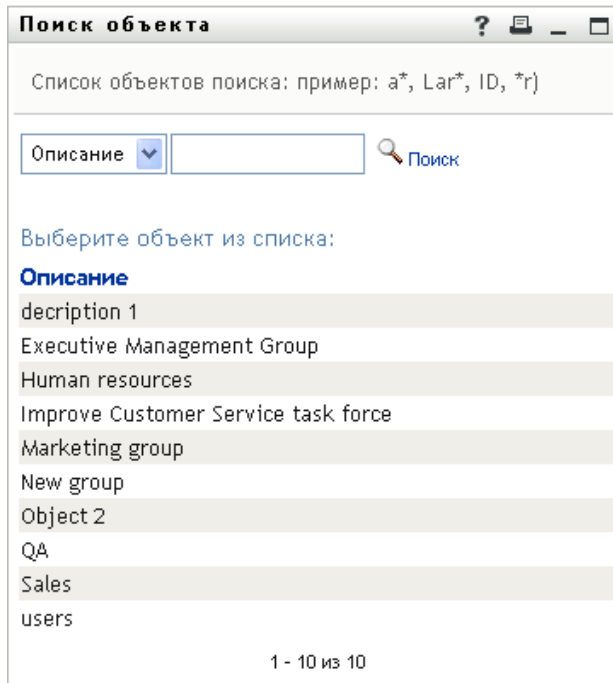 Поиск объекта
Список объектов поиска: пример: a*, Lar*, ID, *r)
Описание Поиск
Выберите объект из списка:
Описание
decription 1
Executive Management Group
Human resources
Improve Customer Service task force
Marketing group
New group
Object 2
QA
Sales
users
1 - 10 из 10